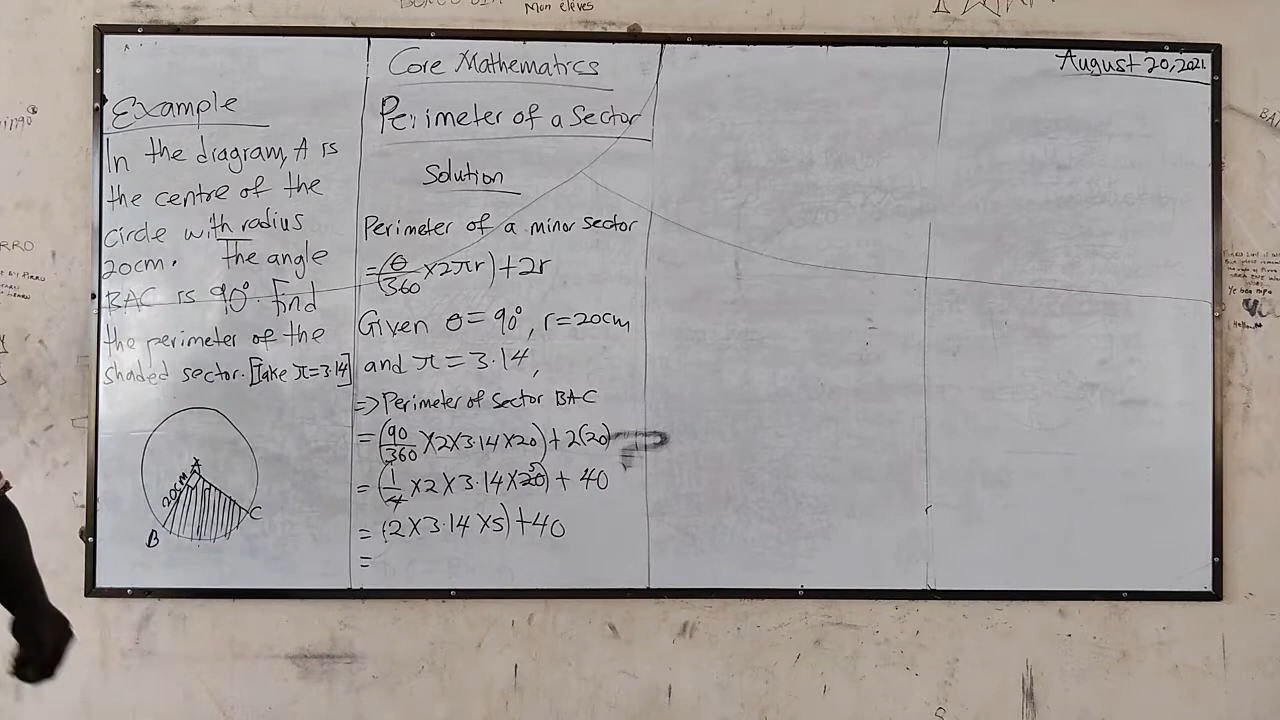 Mon élèves
August 20, 2021
Core Mathematics
Perimeter of a Sector
Example
In the diagram, A is
the centre of the
circle with radius
20cm. The angle
BAC is 90°. Find
the perimeter of the
shaded sector. [Take π=3.14]
A
20cm
B
C
Solution
Perimeter of a minor sector
= (θ/360 × 2πr) + 2r
Given θ = 90°, r=20cm
and π = 3.14,
=> Perimeter of Sector BAC
= (90/360 × 2 × 3.14 × 20) + 2(20)
= (1/4 × 2 × 3.14 × 20 5) + 40
= (2 × 3.14 × 5) + 40
=